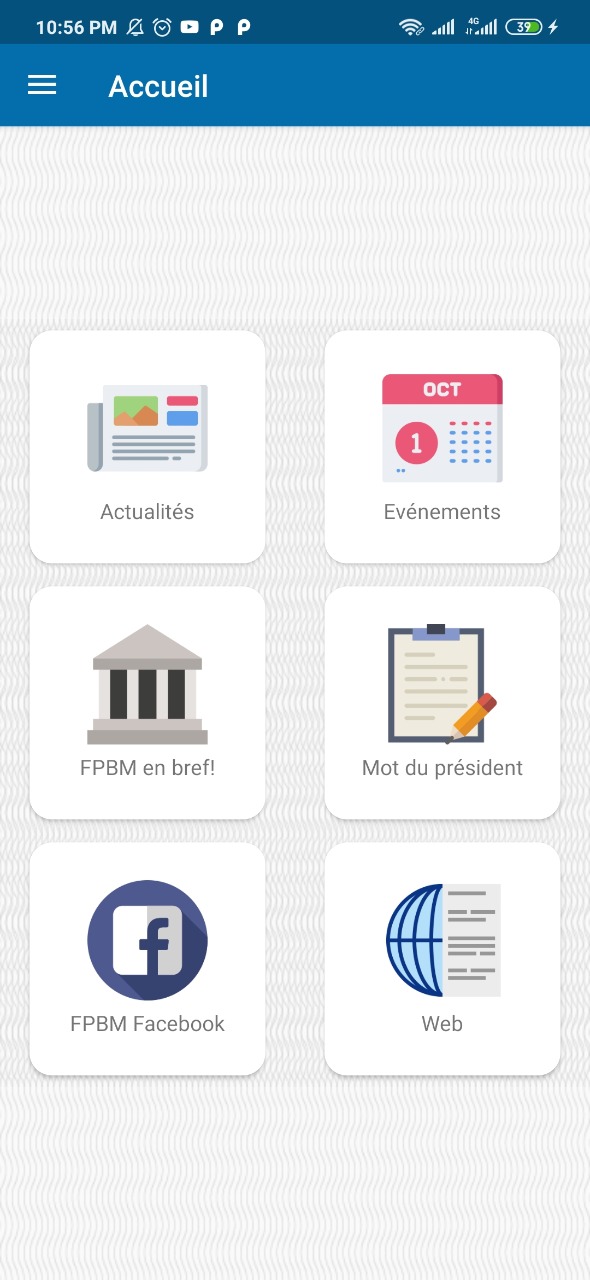 10:56 PM
4G
39
Accueil
OCT
1
Actualités
Evénements
FPBM en bref!
Mot du président
FPBM Facebook
Web